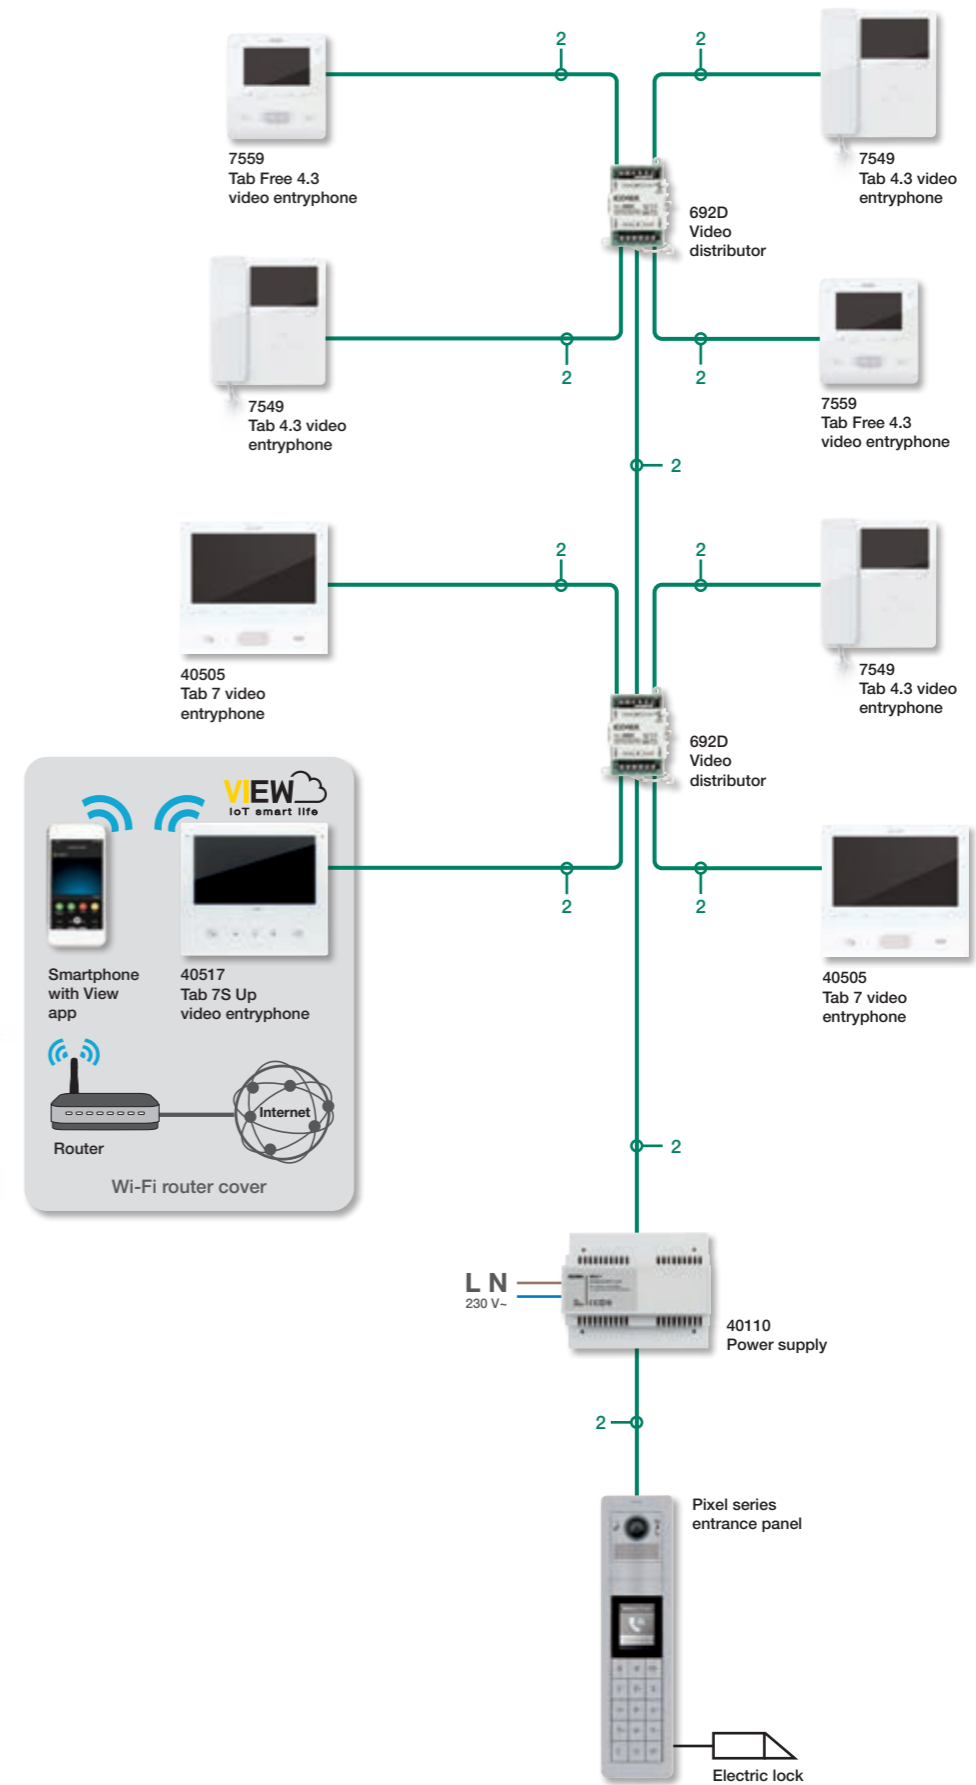 2
2
7559
Tab Free 4.3
video entryphone
7549
Tab 4.3 video
entryphone
692D
Video
distributor
2
2
7549
Tab 4.3 video
entryphone
7559
Tab Free 4.3
video entryphone
2
2
2
40505
Tab 7 video
entryphone
7549
Tab 4.3 video
entryphone
692D
Video
distributor
VIEW
IoT smart life
2
2
Smartphone
with View
app
40517
Tab 7S Up
video entryphone
40505
Tab 7 video
entryphone
Internet
Router
Wi-Fi router cover
2
L N
230 V~
40110
Power supply
2
Pixel series
entrance panel
Electric lock